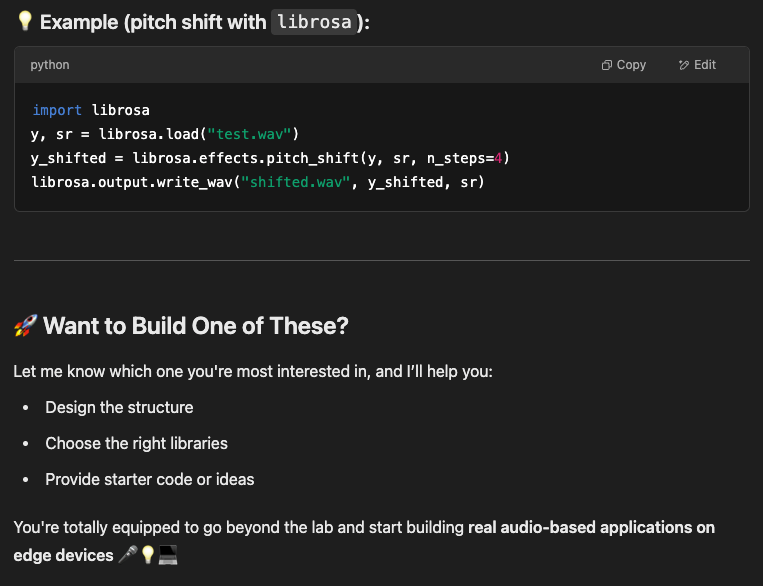 💡 Example (pitch shift with librosa):
python
Copy
Edit
import librosa
y, sr = librosa.load("test.wav")
y_shifted = librosa.effects.pitch_shift(y, sr, n_steps=4)
librosa.output.write_wav("shifted.wav", y_shifted, sr)
🚀 Want to Build One of These?
Let me know which one you're most interested in, and I’ll help you:
• Design the structure
• Choose the right libraries
• Provide starter code or ideas
You're totally equipped to go beyond the lab and start building real audio-based applications on
edge devices 🎤💡💻